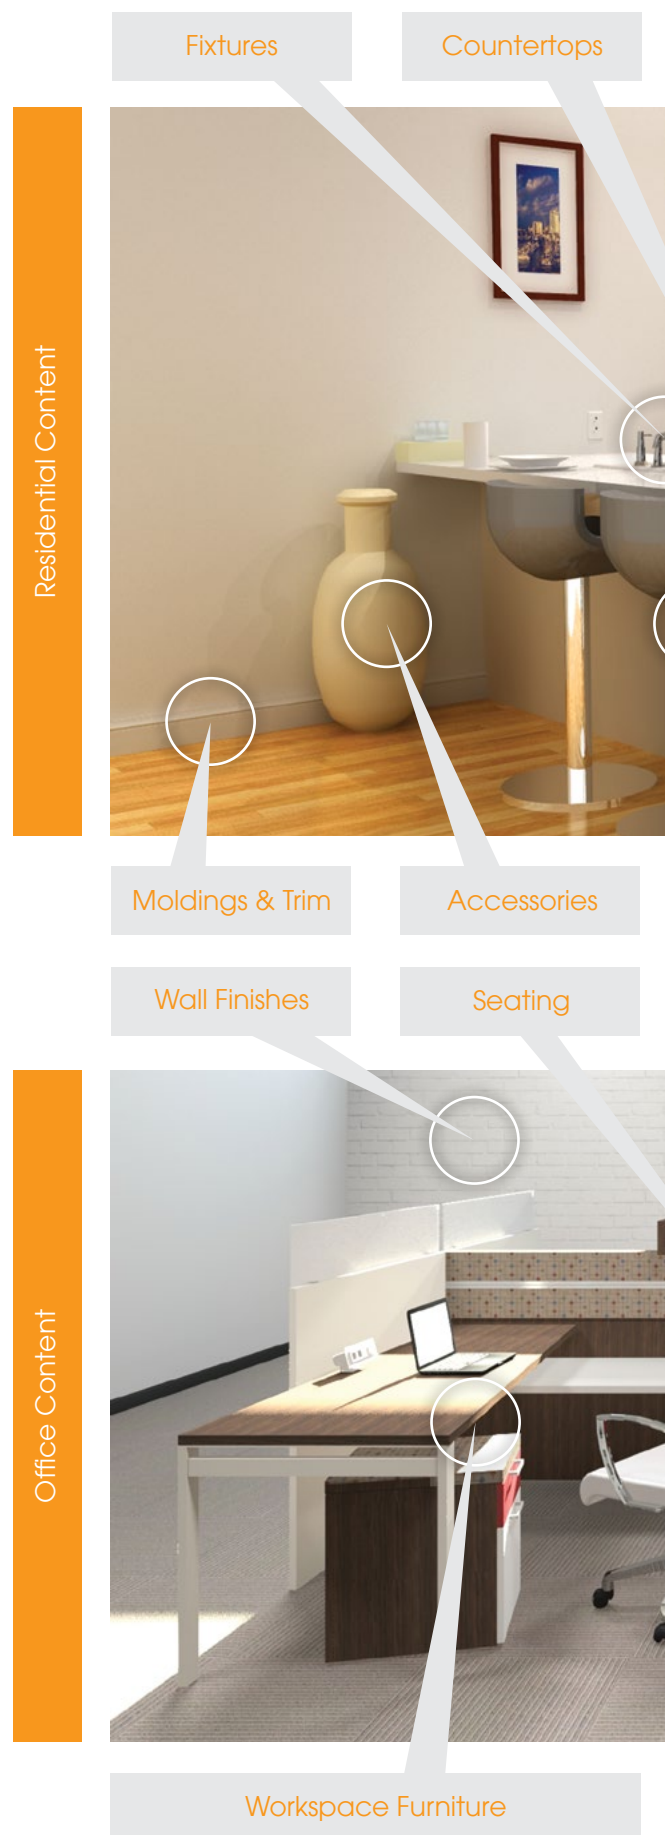 Fixtures
Countertops
Residential Content
Moldings & Trim
Accessories
Wall Finishes
Seating
Office Content
Workspace Furniture